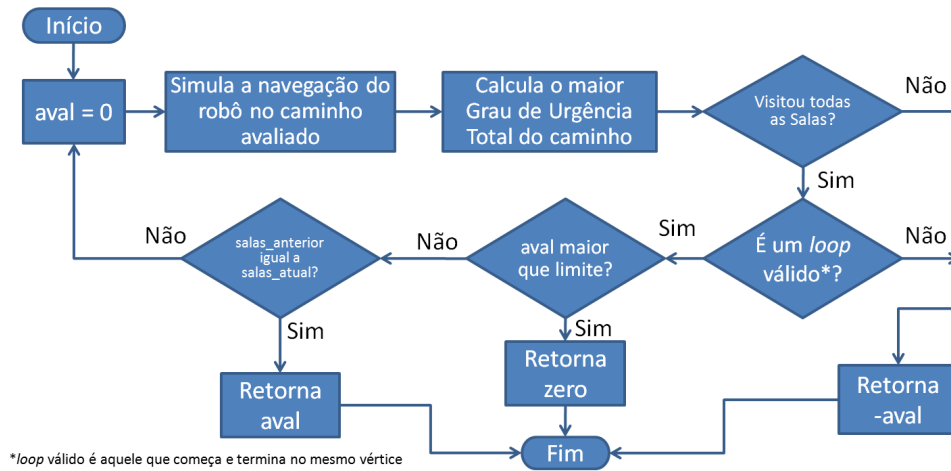 Início
aval = 0
Simula a navegação do
robô no caminho
avaliado
Calcula o maior
Grau de Urgência
Total do caminho
Visitou todas
as Salas?
Não
Sim
É um loop
válido*?
Não
Sim
aval maior
que limite?
Não
Sim
salas_anterior
igual a
salas_atual?
Não
Sim
Retorna
aval
Retorna
zero
Retorna
-aval
Fim
*loop válido é aquele que começa e termina no mesmo vértice